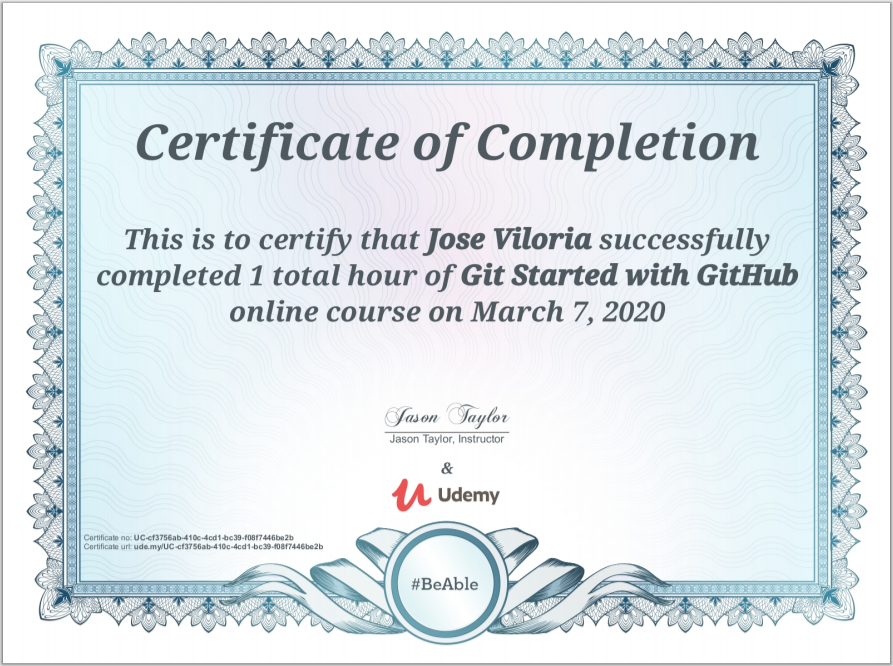 Certificate of Completion
This is to certify that Jose Viloria successfully
completed 1 total hour of Git Started with GitHub
online course on March 7, 2020
Jason Taylor
Jason Taylor, Instructor
&
Udemy
Certificate no: UC-cf3756ab-410c-4cd1-bc39-f08f7446be2b
Certificate url: ude.my/UC-cf3756ab-410c-4cd1-bc39-f08f7446be2b
#BeAble